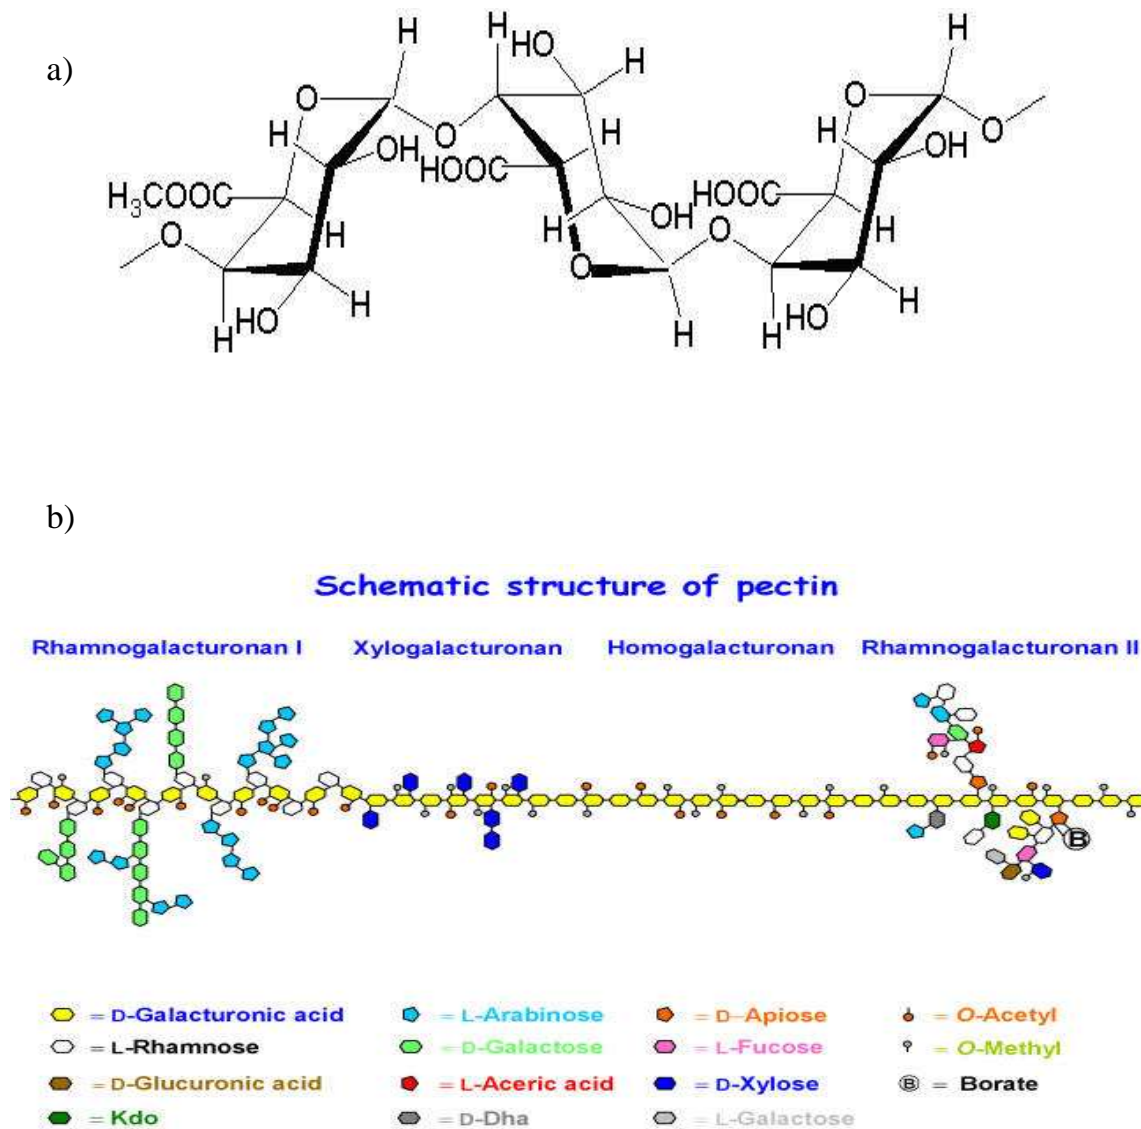 a)
H H HO H H
O O O O
H OH H H OH
H₃COOC HOOC HOOC
O H H OH O H
O
HO H HO H
H H H
b)
Schematic structure of pectin
Rhamnogalacturonan I Xylogalacturonan Homogalacturonan Rhamnogalacturonan II
B
= D-Galacturonic acid = L-Arabinose = D-Apiose = O-Acetyl
= L-Rhamnose = D-Galactose = L-Fucose = O-Methyl
= D-Glucuronic acid = L-Aceric acid = D-Xylose B = Borate
= Kdo = D-Dha = L-Galactose